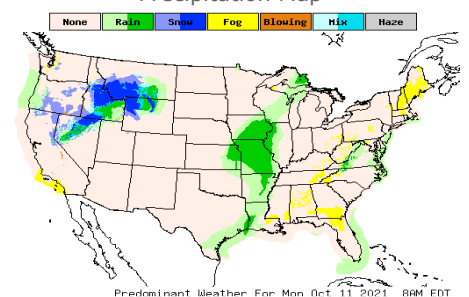 Precipitation Map
None Rain Snow Fog Blowing Mix Haze
Predominant Weather For Mon Oct 11 2021 8AM EDT